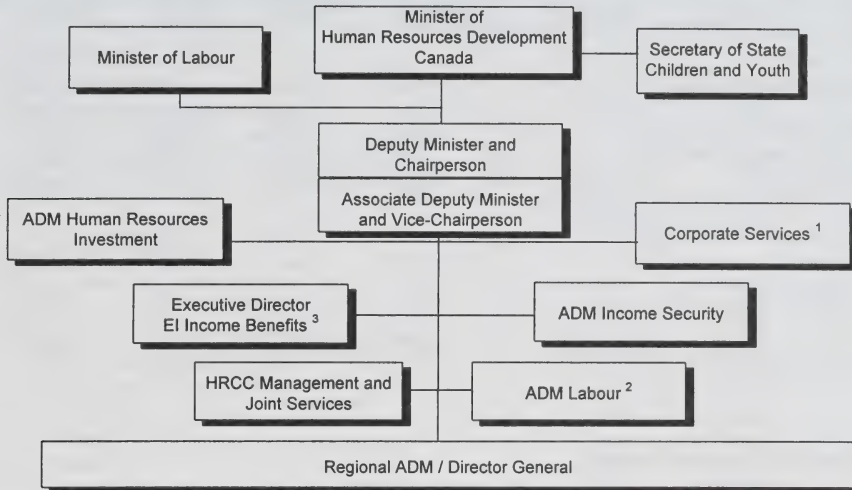 Minister of
Human Resources Development
Canada
Minister of Labour
Secretary of State
Children and Youth
Deputy Minister and
Chairperson
Associate Deputy Minister
and Vice-Chairperson
ADM Human Resources
Investment
Corporate Services 1
Executive Director
EI Income Benefits 3
ADM Income Security
HRCC Management and
Joint Services
ADM Labour 2
Regional ADM / Director General